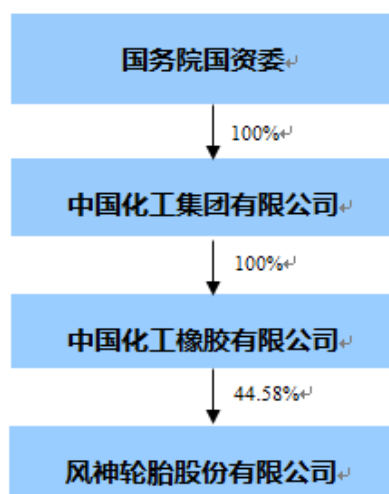 国务院国资委
100%
中国化工集团有限公司
100%
中国化工橡胶有限公司
44.58%
风神轮胎股份有限公司